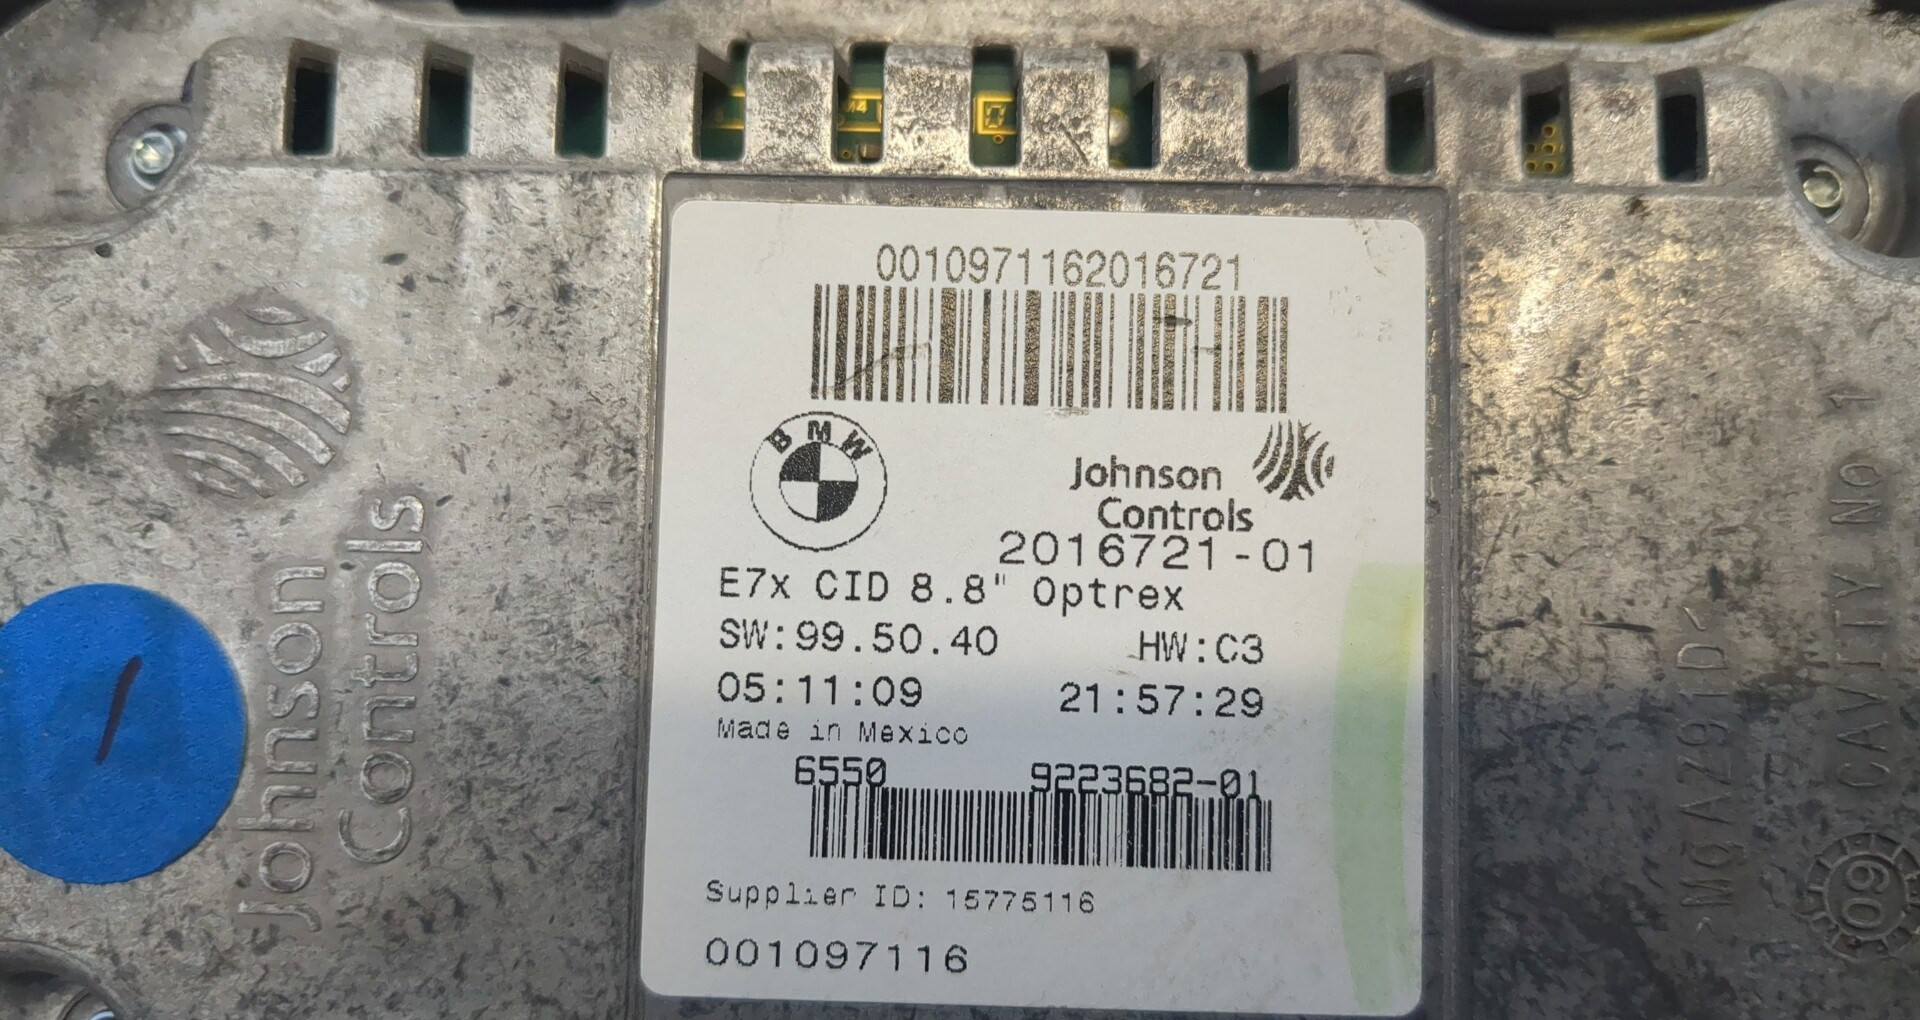 0010971162016721
BMW
Johnson
Controls
2016721-01
E7x CID 8.8" Optrex
SW:99.50.40 HW:C3
05:11:09 21:57:29
Made in Mexico
6550 9223682-01
Supplier ID: 15775116
001097116
Johnson
Controls
CAVITY No 1
09